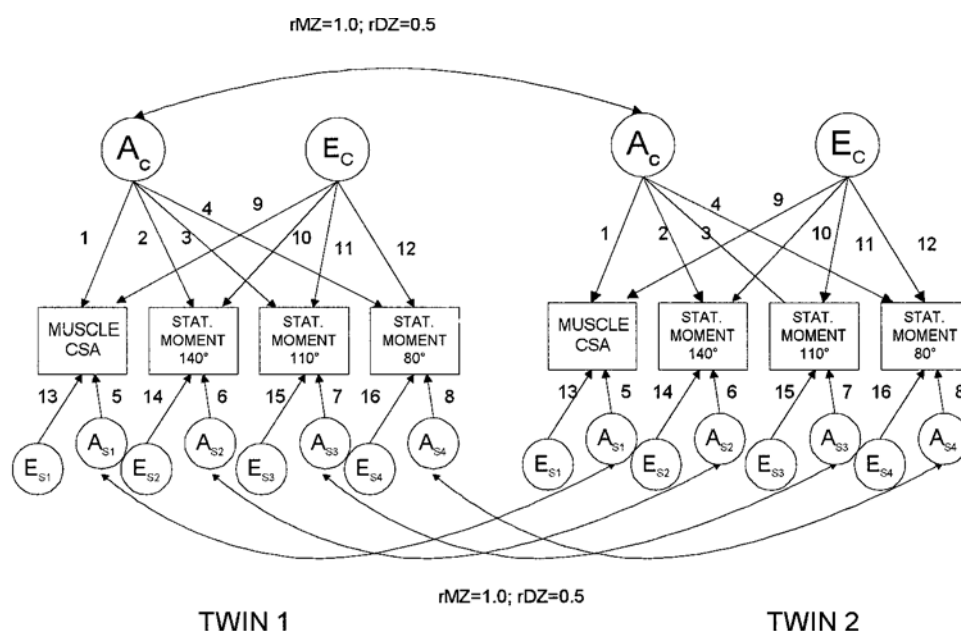 rMZ=1.0; rDZ=0.5
Ac Ec Ac Ec
1 2 3 4 9 10 11 12 1 2 3 4 9 10 11 12
MUSCLE CSA
STAT. MOMENT 140°
STAT. MOMENT 110°
STAT. MOMENT 80°
MUSCLE CSA
STAT. MOMENT 140°
STAT. MOMENT 110°
STAT. MOMENT 80°
13 5 14 6 15 7 16 8 13 5 14 6 15 7 16 8
ES1 AS1 ES2 AS2 ES3 AS3 ES4 AS4 ES1 AS1 ES2 AS2 ES3 AS3 ES4 AS4
rMZ=1.0; rDZ=0.5
TWIN 1 TWIN 2